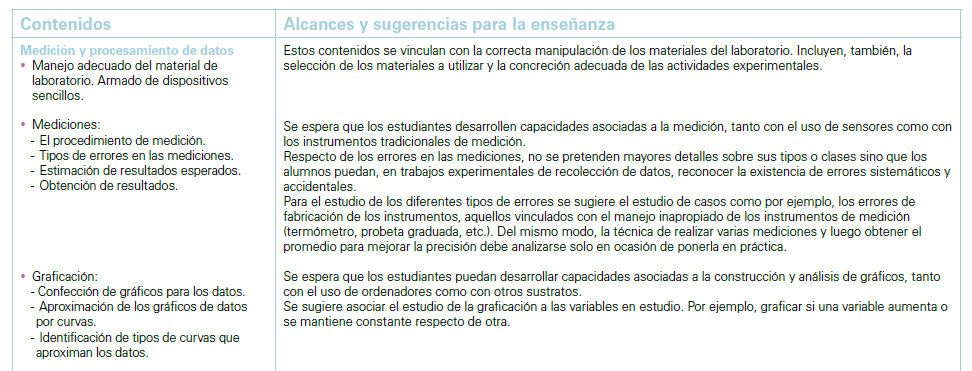 Contenidos
Alcances y sugerencias para la enseñanza
Medición y procesamiento de datos
• Manejo adecuado del material de
laboratorio. Armado de dispositivos
sencillos.
Estos contenidos se vinculan con la correcta manipulación de los materiales del laboratorio. Incluyen, también, la
selección de los materiales a utilizar y la concreción adecuada de las actividades experimentales.
• Mediciones:
- El procedimiento de medición.
- Tipos de errores en las mediciones.
- Estimación de resultados esperados.
- Obtención de resultados.
Se espera que los estudiantes desarrollen capacidades asociadas a la medición, tanto con el uso de sensores como con
los instrumentos tradicionales de medición.
Respecto de los errores en las mediciones, no se pretenden mayores detalles sobre sus tipos o clases sino que los
alumnos puedan, en trabajos experimentales de recolección de datos, reconocer la existencia de errores sistemáticos y
accidentales.
Para el estudio de los diferentes tipos de errores se sugiere el estudio de casos como por ejemplo, los errores de
fabricación de los instrumentos, aquellos vinculados con el manejo inapropiado de los instrumentos de medición
(termómetro, probeta graduada, etc.). Del mismo modo, la técnica de realizar varias mediciones y luego obtener el
promedio para mejorar la precisión debe analizarse solo en ocasión de ponerla en práctica.
• Graficación:
- Confección de gráficos para los datos.
- Aproximación de los gráficos de datos
por curvas.
- Identificación de tipos de curvas que
aproximan los datos.
Se espera que los estudiantes puedan desarrollar capacidades asociadas a la construcción y análisis de gráficos, tanto
con el uso de ordenadores como con otros sustratos.
Se sugiere asociar el estudio de la graficación a las variables en estudio. Por ejemplo, graficar si una variable aumenta o
se mantiene constante respecto de otra.